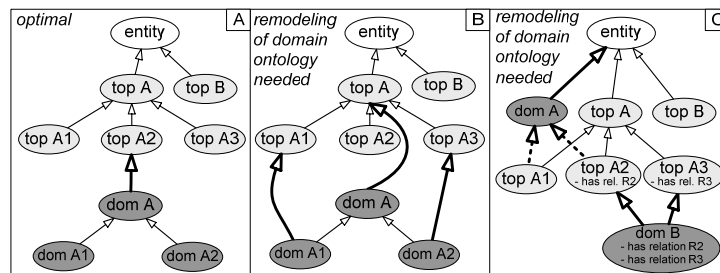 optimal
A
entity
top A
top B
top A1
top A2
top A3
dom A
dom A1
dom A2
remodeling
of domain
ontology
needed
B
entity
top A
top B
top A1
top A2
top A3
dom A
dom A1
dom A2
remodeling
of domain
ontology
needed
C
entity
dom A
top A
top B
top A1
top A2
- has rel. R2
top A3
- has rel. R3
dom B
- has relation R2
- has relation R3